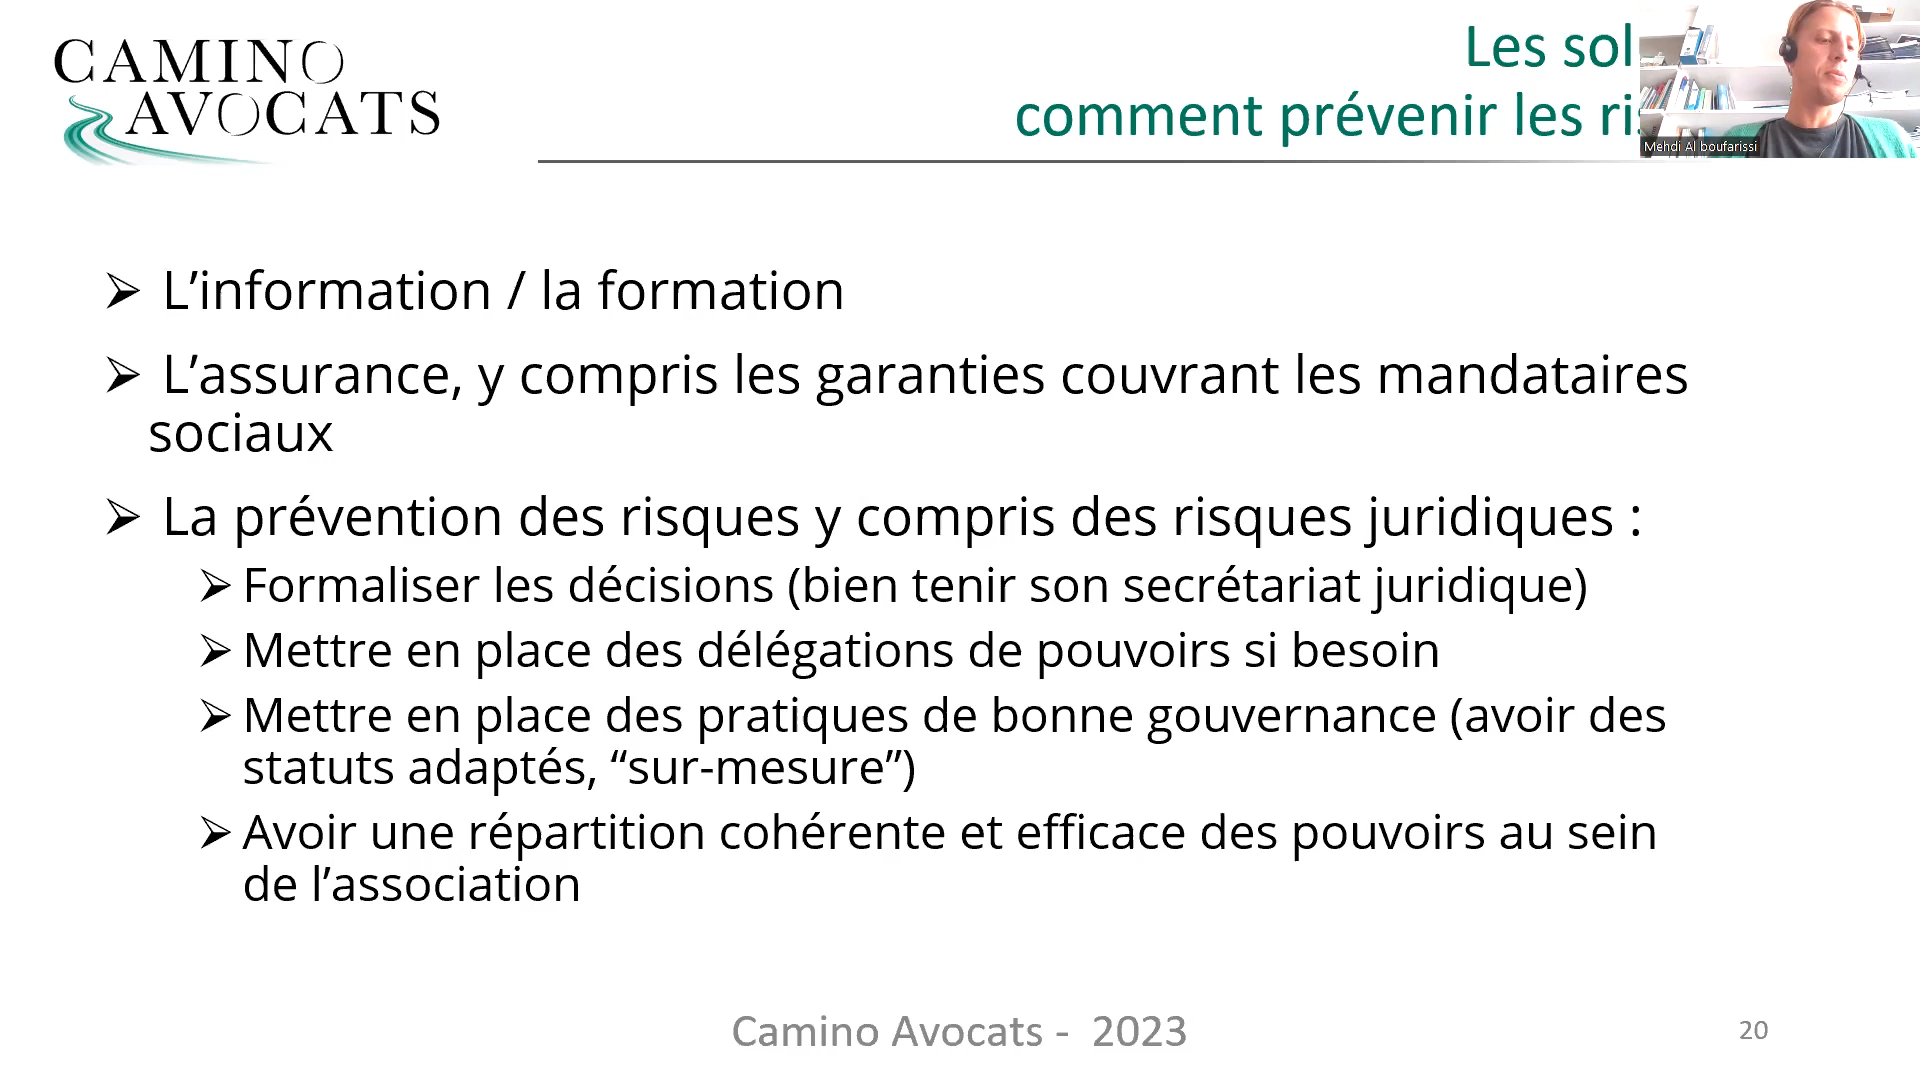 CAMINO
AVOCATS
Les sol
comment prévenir les ri
Mehdi Al boufarissi
➢ L’information / la formation
➢ L’assurance, y compris les garanties couvrant les mandataires
sociaux
➢ La prévention des risques y compris des risques juridiques :
➢ Formaliser les décisions (bien tenir son secrétariat juridique)
➢ Mettre en place des délégations de pouvoirs si besoin
➢ Mettre en place des pratiques de bonne gouvernance (avoir des
statuts adaptés, “sur-mesure”)
➢ Avoir une répartition cohérente et efficace des pouvoirs au sein
de l’association
Camino Avocats - 2023
20